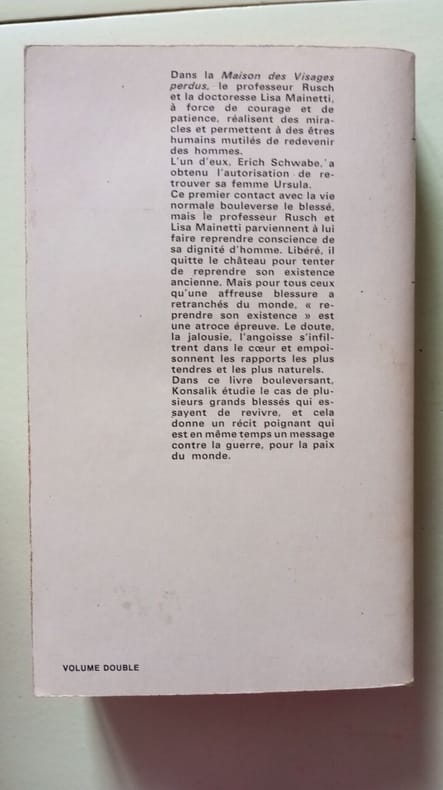 Dans la Maison des Visages
perdus, le professeur Rusch
et la doctoresse Lisa Mainetti,
à force de courage et de
patience, réalisent des mira-
cles et permettent à des êtres
humains mutilés de redevenir
des hommes.
L'un d'eux, Erich Schwabe, a
obtenu l'autorisation de re-
trouver sa femme Ursula.
Ce premier contact avec la vie
normale bouleverse le blessé,
mais le professeur Rusch et
Lisa Mainetti parviennent à lui
faire reprendre conscience de
sa dignité d'homme. Libéré, il
quitte le château pour tenter
de reprendre son existence
ancienne. Mais pour tous ceux
qu'une affreuse blessure a
retranchés du monde, « re-
prendre son existence » est
une atroce épreuve. Le doute,
la jalousie, l'angoisse s'infil-
trent dans le cœur et empoi-
sonnent les rapports les plus
tendres et les plus naturels.
Dans ce livre bouleversant,
Konsalik étudie le cas de plu-
sieurs grands blessés qui es-
sayent de revivre, et cela
donne un récit poignant qui
est en même temps un message
contre la guerre, pour la paix
du monde.
VOLUME DOUBLE